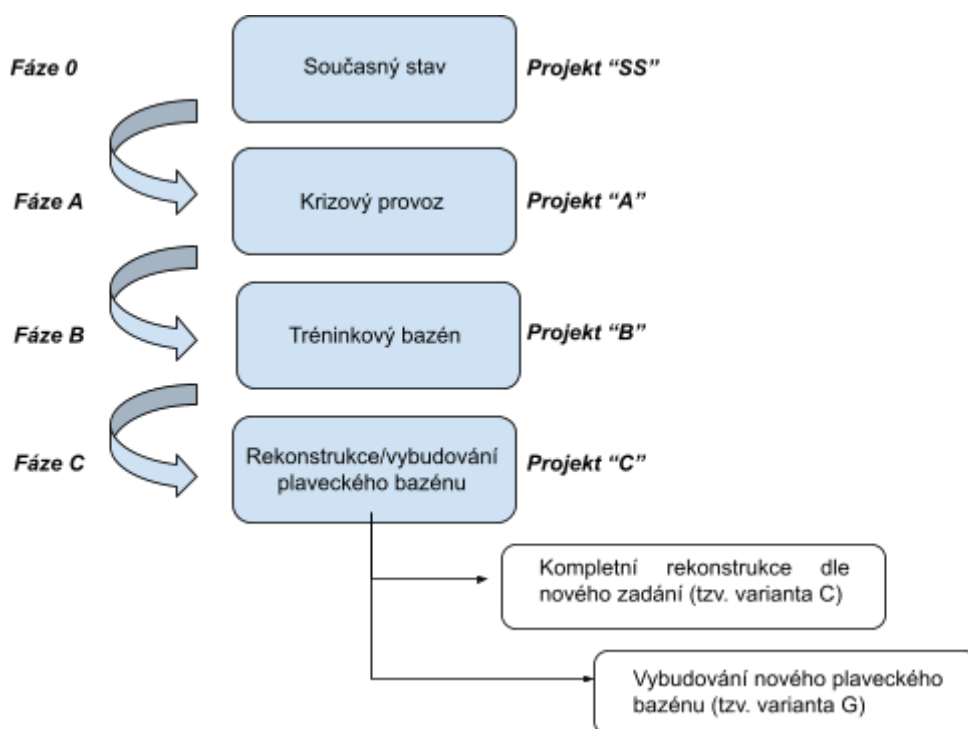 Fáze 0
Současný stav
Projekt “SS”
Fáze A
Krizový provoz
Projekt “A”
Fáze B
Tréninkový bazén
Projekt “B”
Fáze C
Rekonstrukce/vybudování
plaveckého bazénu
Projekt “C”
Kompletní rekonstrukce dle
nového zadání (tzv. varianta C)
Vybudování nového plaveckého
bazénu (tzv. varianta G)